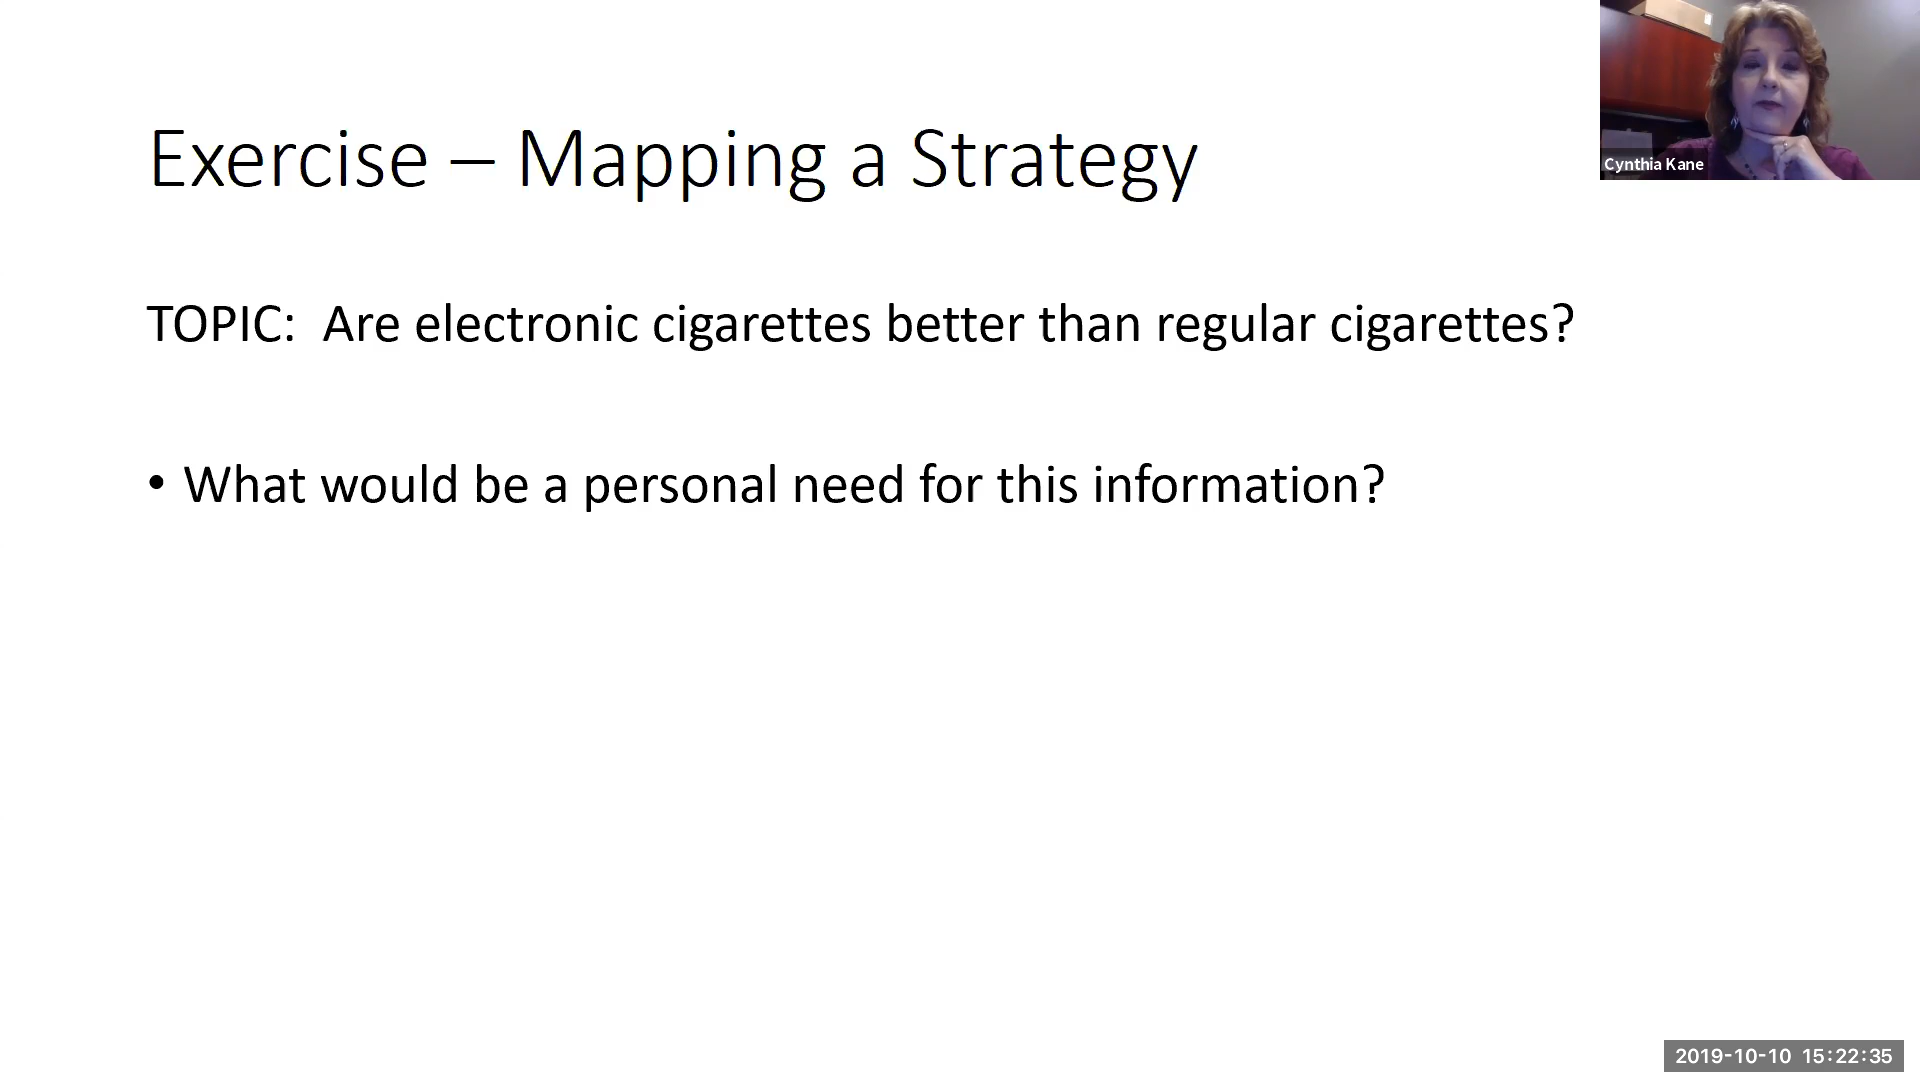 Cynthia Kane
Exercise – Mapping a Strategy
TOPIC:  Are electronic cigarettes better than regular cigarettes?
• What would be a personal need for this information?
2019-10-10 15:22:35